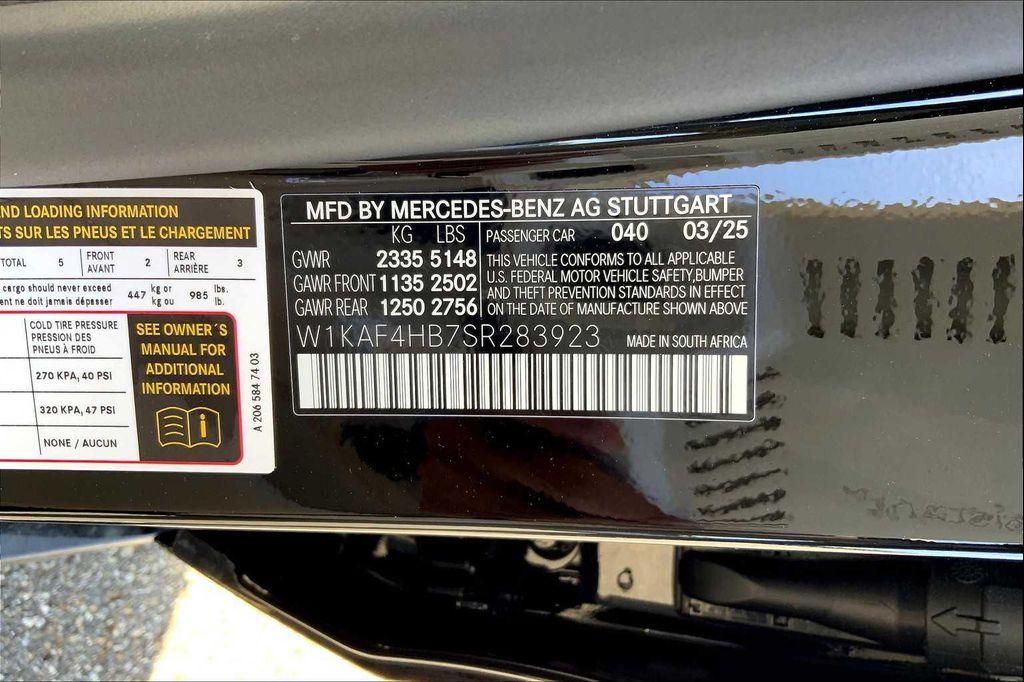 ND LOADING INFORMATION
TS SUR LES PNEUS ET LE CHARGEMENT
TOTAL 5 FRONT AVANT 2 REAR ARRIÈRE 3
cargo should never exceed
ent ne doit jamais dépasser 447 kg or kg ou 985 lbs. lb.
COLD TIRE PRESSURE
PRESSION DES
PNEUS À FROID
270 KPA, 40 PSI
320 KPA, 47 PSI
NONE / AUCUN
SEE OWNER´S
MANUAL FOR
ADDITIONAL
INFORMATION
A 206 584 74 03
MFD BY MERCEDES-BENZ AG STUTTGART
KG LBS
GVWR 2335 5148
GAWR FRONT 1135 2502
GAWR REAR 1250 2756
PASSENGER CAR 040 03/25
THIS VEHICLE CONFORMS TO ALL APPLICABLE
U.S. FEDERAL MOTOR VEHICLE SAFETY, BUMPER
AND THEFT PREVENTION STANDARDS IN EFFECT
ON THE DATE OF MANUFACTURE SHOWN ABOVE
W1KAF4HB7SR283923 MADE IN SOUTH AFRICA